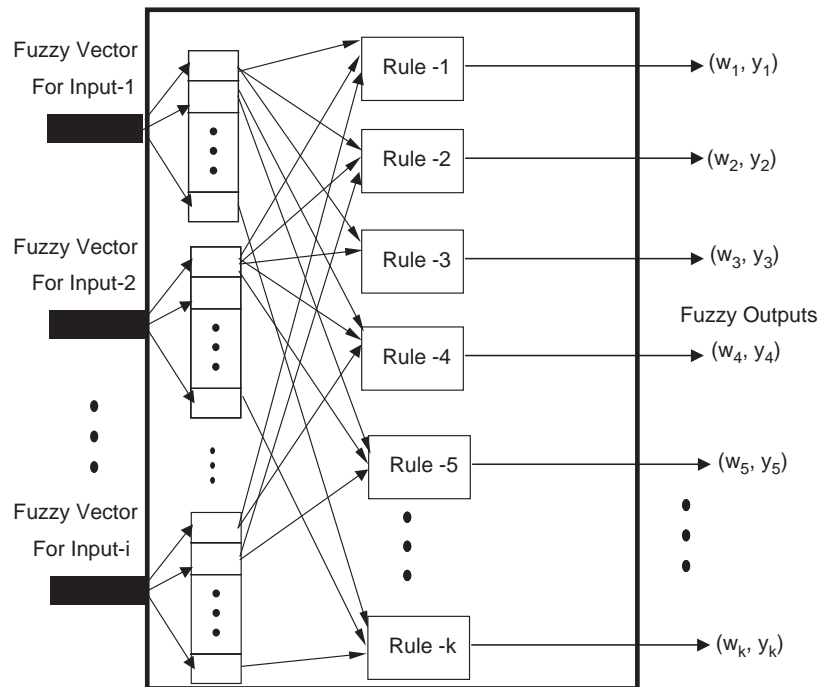 Fuzzy Vector
For Input-1
Rule -1
(w1, y1)
Rule -2
(w2, y2)
Fuzzy Vector
For Input-2
Rule -3
(w3, y3)
Fuzzy Outputs
Rule -4
(w4, y4)
Rule -5
(w5, y5)
Fuzzy Vector
For Input-i
Rule -k
(wk, yk)